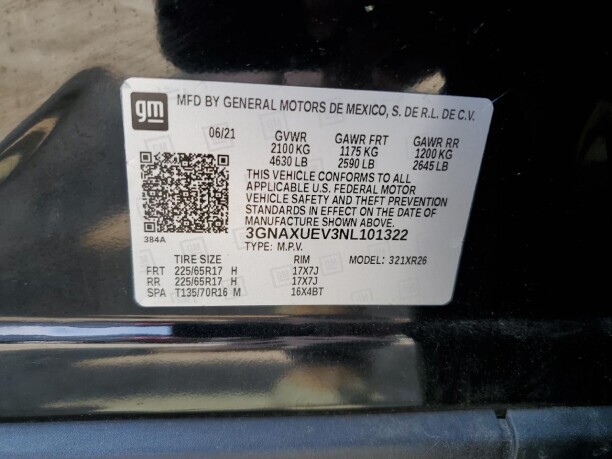 gm MFD BY GENERAL MOTORS DE MEXICO, S. DE R.L. DE C.V.
06/21 GVWR GAWR FRT GAWR RR
2100 KG 1175 KG 1200 KG
4630 LB 2590 LB 2645 LB
THIS VEHICLE CONFORMS TO ALL
APPLICABLE U.S. FEDERAL MOTOR
VEHICLE SAFETY AND THEFT PREVENTION
STANDARDS IN EFFECT ON THE DATE OF
MANUFACTURE SHOWN ABOVE.
384A 3GNAXUEV3NL101322
TYPE: M.P.V.
TIRE SIZE RIM MODEL: 321XR26
FRT 225/65R17 H 17X7J
RR 225/65R17 H 17X7J
SPA T135/70R16 M 16X4BT